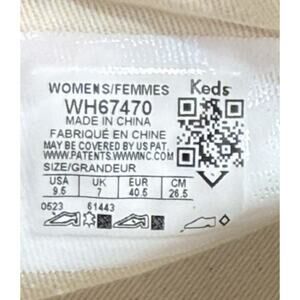 WOMENS/FEMMES Keds
WH67470
MADE IN CHINA
FABRIQUÉ EN CHINE
MAY BE COVERED BY US PAT.
WWW.PATENTS.WWWINC.COM
SIZE/GRANDEUR
USA UK EUR CM
9.5 7 40.5 26.5
0523 61443